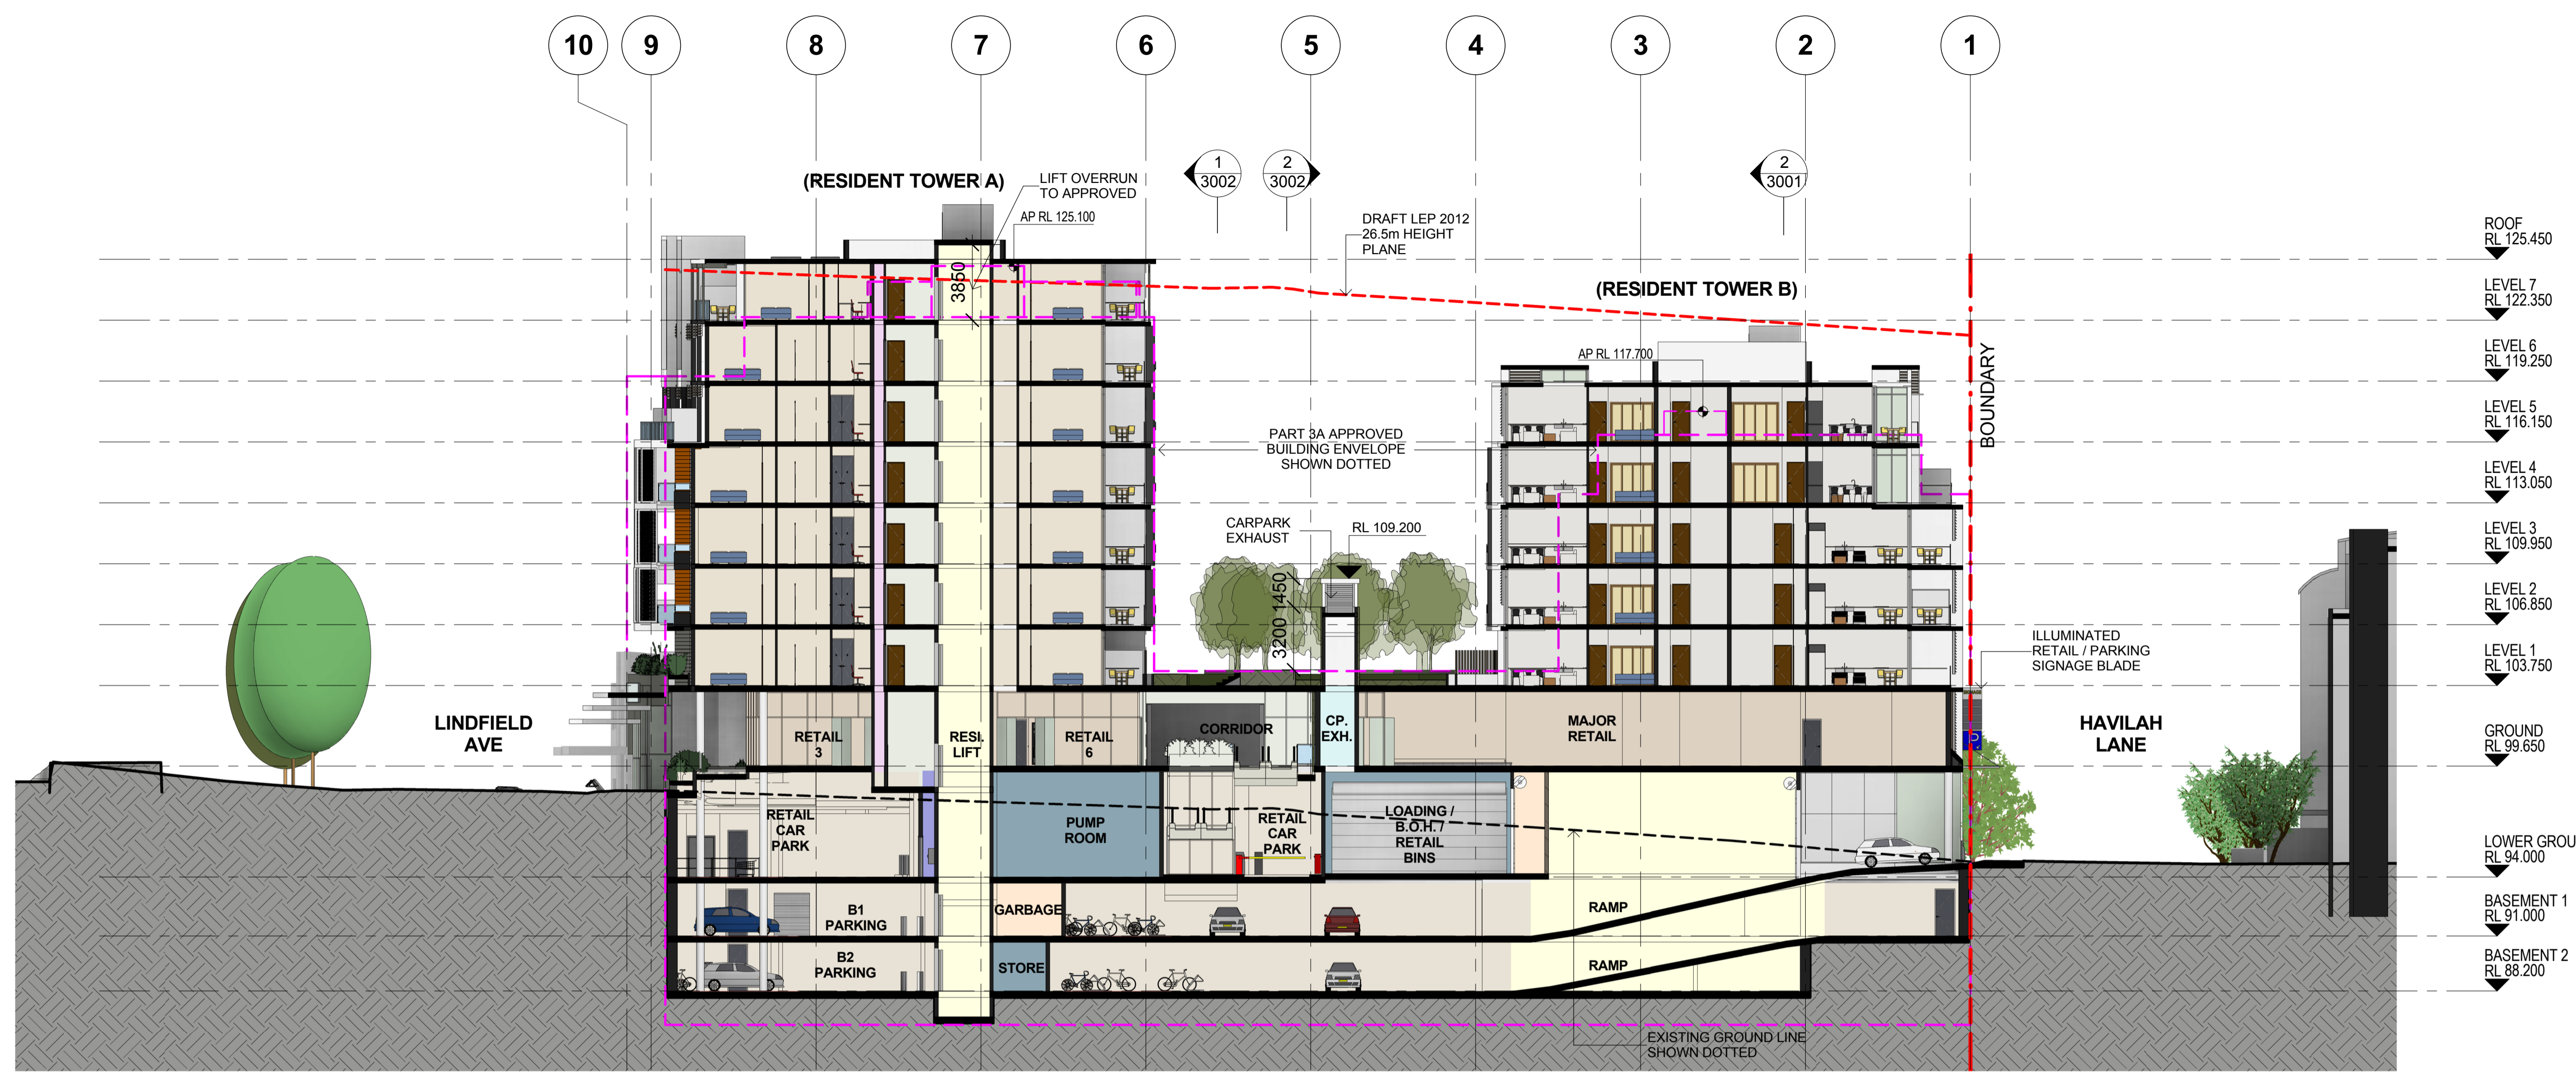 10
9
8
7
6
5
4
3
2
1
(RESIDENT TOWER A)
LIFT OVERRUN
TO APPROVED
AP RL 125.100
3850
1
3002
2
3002
2
3001
DRAFT LEP 2012
26.5m HEIGHT
PLANE
(RESIDENT TOWER B)
AP RL 117.700
BOUNDARY
PART 3A APPROVED
BUILDING ENVELOPE
SHOWN DOTTED
CARPARK
EXHAUST
RL 109.200
1450
3200
ILLUMINATED
RETAIL / PARKING
SIGNAGE BLADE
LINDFIELD
AVE
HAVILAH
LANE
RETAIL
3
RESI.
LIFT
RETAIL
6
CORRIDOR
CP.
EXH.
MAJOR
RETAIL
P
RETAIL
CAR
PARK
PUMP
ROOM
RETAIL
CAR
PARK
LOADING /
B.O.H. /
RETAIL
BINS
B1
PARKING
GARBAGE
RAMP
B2
PARKING
STORE
RAMP
EXISTING GROUND LINE
SHOWN DOTTED
ROOF
RL 125.450
LEVEL 7
RL 122.350
LEVEL 6
RL 119.250
LEVEL 5
RL 116.150
LEVEL 4
RL 113.050
LEVEL 3
RL 109.950
LEVEL 2
RL 106.850
LEVEL 1
RL 103.750
GROUND
RL 99.650
LOWER GROU
RL 94.000
BASEMENT 1
RL 91.000
BASEMENT 2
RL 88.200